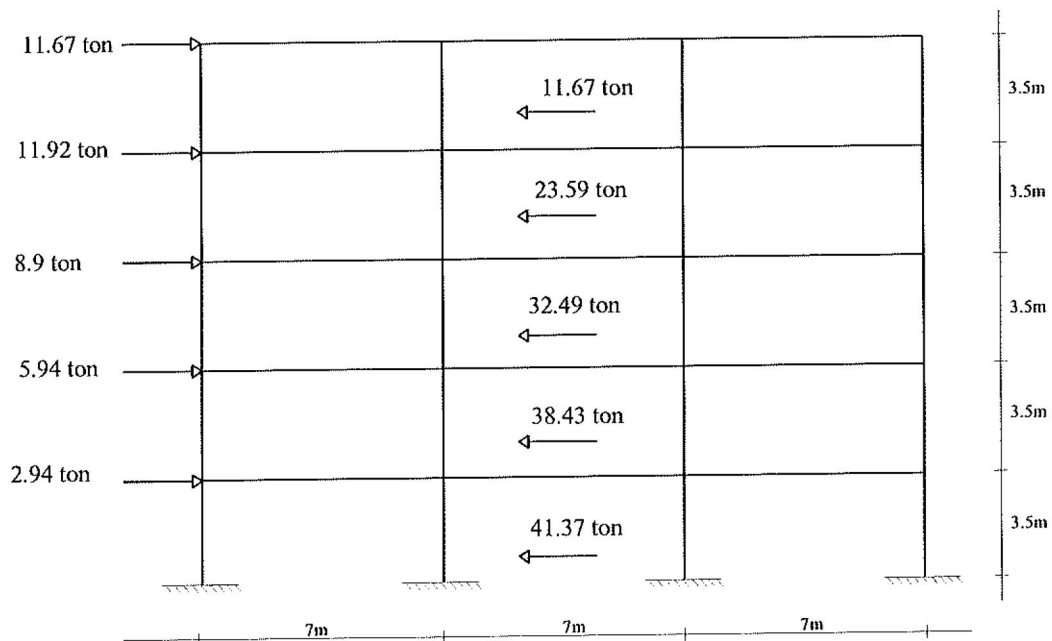 11.67 ton
11.67 ton
3.5m
11.92 ton
23.59 ton
3.5m
8.9 ton
32.49 ton
3.5m
5.94 ton
38.43 ton
3.5m
2.94 ton
41.37 ton
3.5m
7m
7m
7m